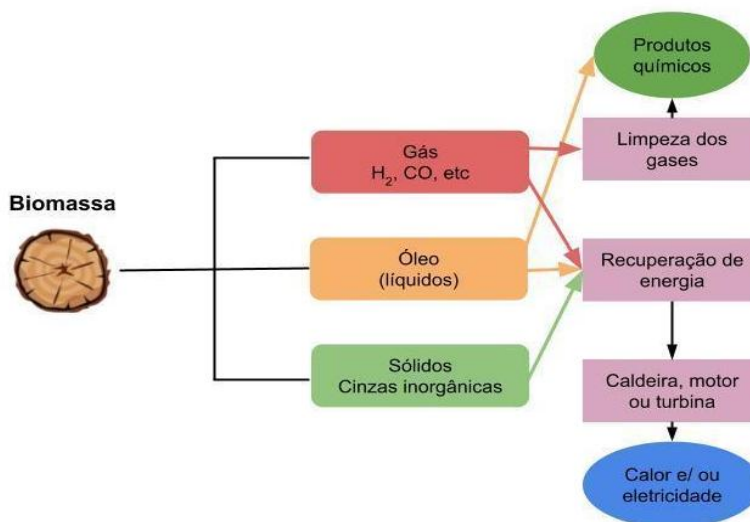 Produtos
químicos
Limpeza dos
gases
Gás
H₂, CO, etc
Biomassa
Óleo
(líquidos)
Recuperação de
energia
Sólidos
Cinzas inorgânicas
Caldeira, motor
ou turbina
Calor e/ ou
eletricidade